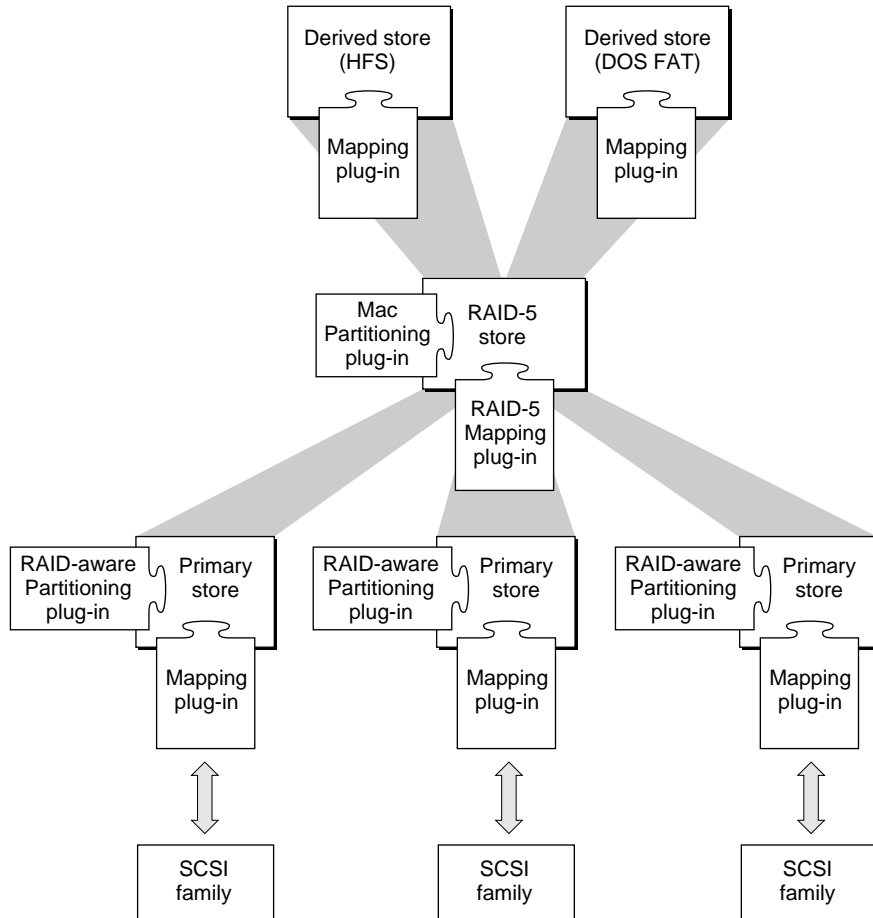 Derived store
(HFS)
Derived store
(DOS FAT)
Mapping
plug-in
Mapping
plug-in
Mac
Partitioning
plug-in
RAID-5
store
RAID-5
Mapping
plug-in
RAID-aware
Partitioning
plug-in
Primary
store
RAID-aware
Partitioning
plug-in
Primary
store
RAID-aware
Partitioning
plug-in
Primary
store
Mapping
plug-in
Mapping
plug-in
Mapping
plug-in
SCSI
family
SCSI
family
SCSI
family